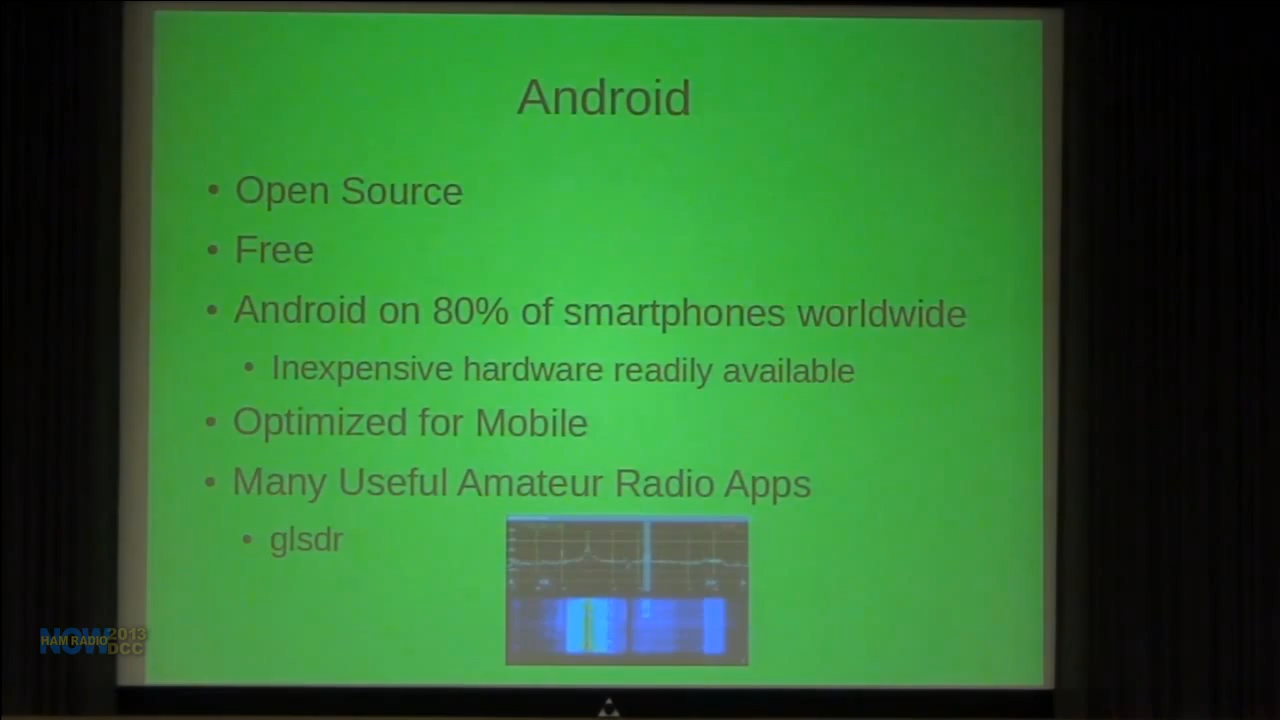 Android
• Open Source
• Free
• Android on 80% of smartphones worldwide
• Inexpensive hardware readily available
• Optimized for Mobile
• Many Useful Amateur Radio Apps
• glsdr
NOW 2013
HAM RADIO
DCC